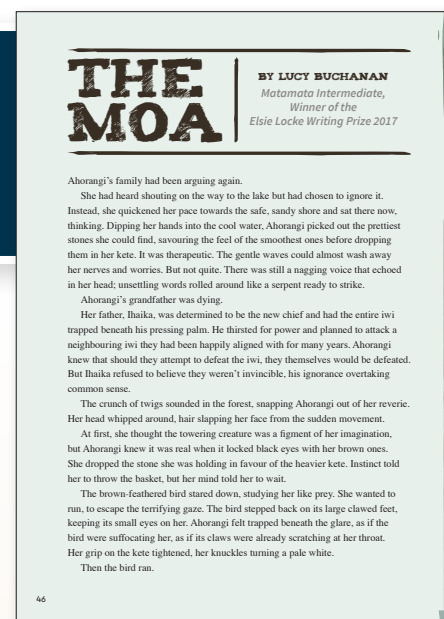 THE
MOA
BY LUCY BUCHANAN
Matamata Intermediate,
Winner of the
Elsie Locke Writing Prize 2017
Ahorangi's family had been arguing again.
She had heard shouting on the way to the lake but had chosen to ignore it.
Instead, she quickened her pace towards the safe, sandy shore and sat there now,
thinking. Dipping her hands into the cool water, Ahorangi picked out the prettiest
stones she could find, savouring the feel of the smoothest ones before dropping
them in her kete. It was therapeutic. The gentle waves could almost wash away
her nerves and worries. But not quite. There was still a nagging voice that echoed
in her head; unsettling words rolled around like a serpent ready to strike.
Ahorangi's grandfather was dying.
Her father, Ihaika, was determined to be the new chief and had the entire iwi
trapped beneath his pressing palm. He thirsted for power and planned to attack a
neighbouring iwi they had been happily aligned with for many years. Ahorangi
knew that should they attempt to defeat the iwi, they themselves would be defeated.
But Ihaika refused to believe they weren't invincible, his ignorance overtaking
common sense.
The crunch of twigs sounded in the forest, snapping Ahorangi out of her reverie.
Her head whipped around, hair slapping her face from the sudden movement.
At first, she thought the towering creature was a figment of her imagination,
but Ahorangi knew it was real when it locked black eyes with her brown ones.
She dropped the stone she was holding in favour of the heavier kete. Instinct told
her to throw the basket, but her mind told her to wait.
The brown-feathered bird stared down, studying her like prey. She wanted to
run, to escape the terrifying gaze. The bird stepped back on its large clawed feet,
keeping its small eyes on her. Ahorangi felt trapped beneath the glare, as if the
bird were suffocating her, as if its claws were already scratching at her throat.
Her grip on the kete tightened, her knuckles turning a pale white.
Then the bird ran.
46